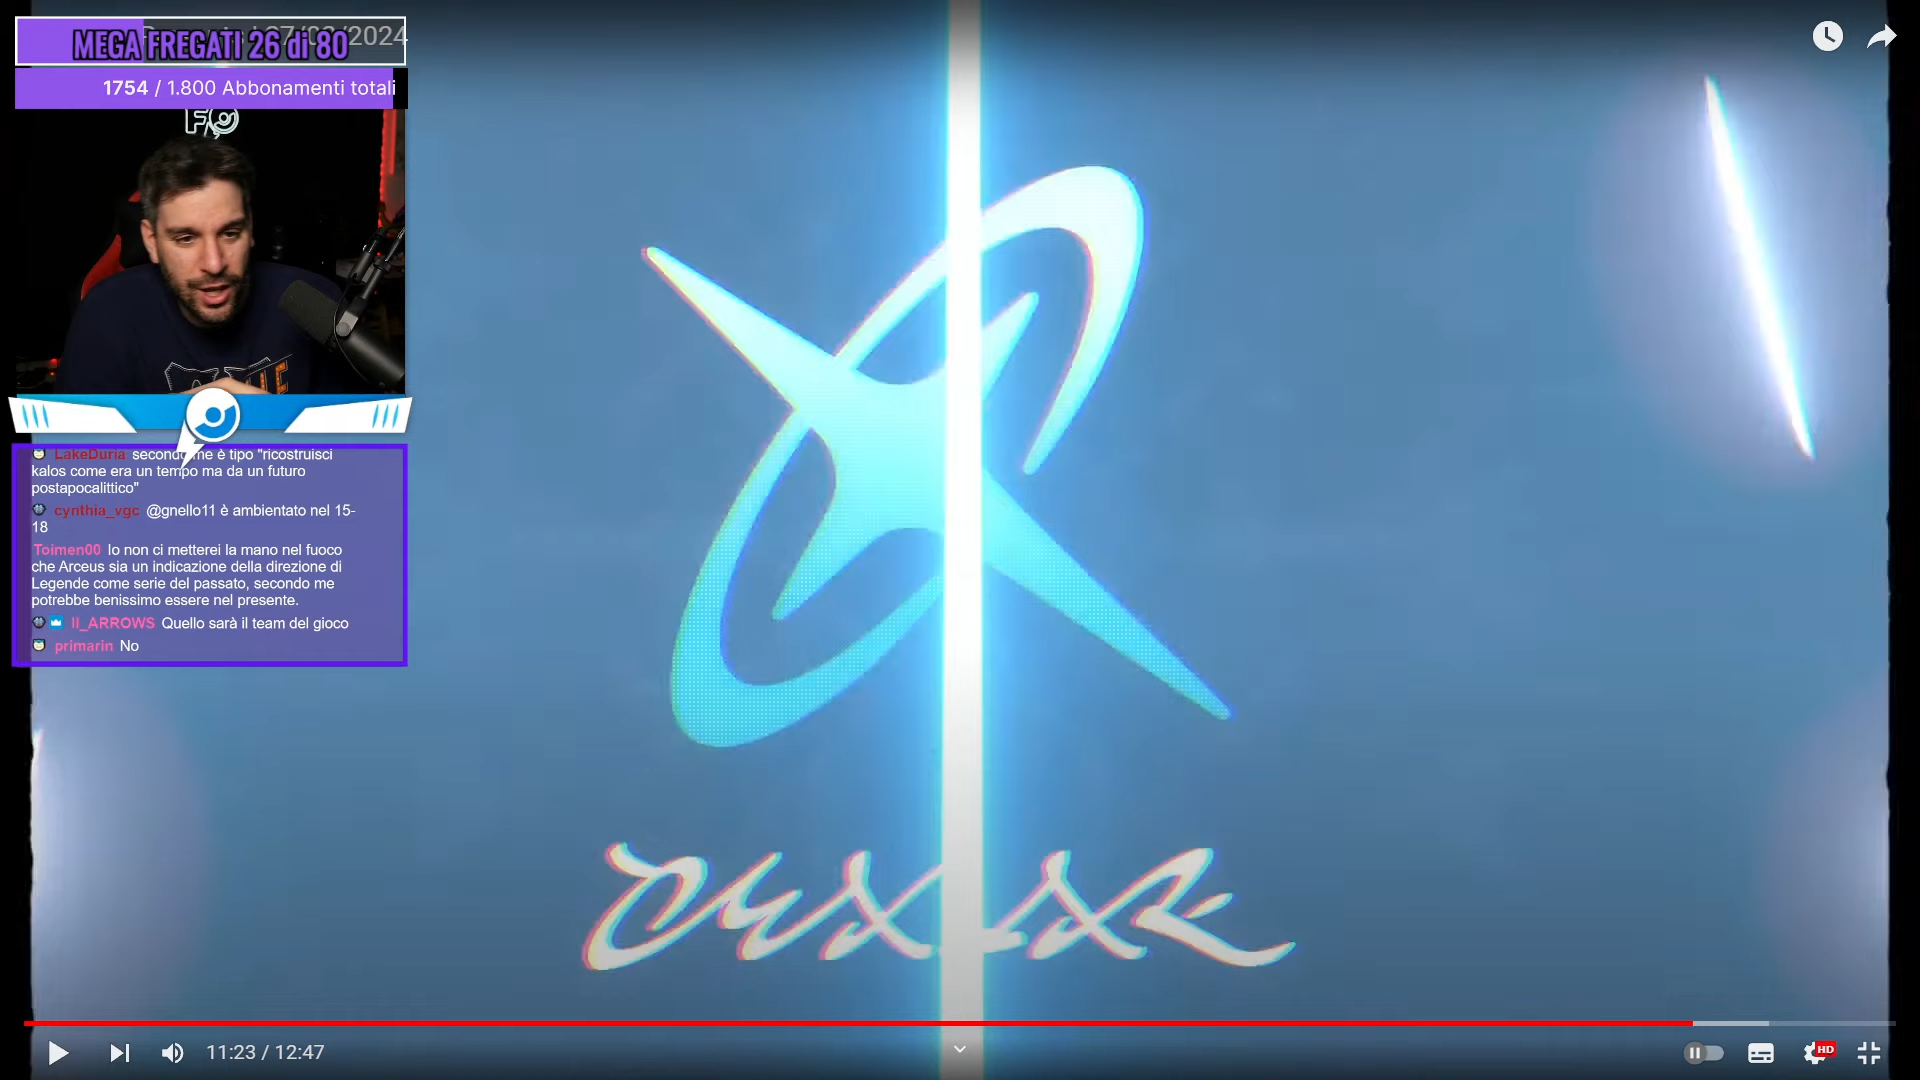 MEGA FREGATI 26 di 80
2024
1754 / 1.800 Abbonamenti totali
LakeDuria secondo me è tipo "ricostruisci
kalos come era un tempo ma da un futuro
postapocalittico"
cynthia_vgc @gnello11 è ambientato nel 15-
18
Toimen00 Io non ci metterei la mano nel fuoco
che Arceus sia un indicazione della direzione di
Legende come serie del passato, secondo me
potrebbe benissimo essere nel presente.
II_ARROWS Quello sarà il team del gioco
primarin No
11:23 / 12:47
HD